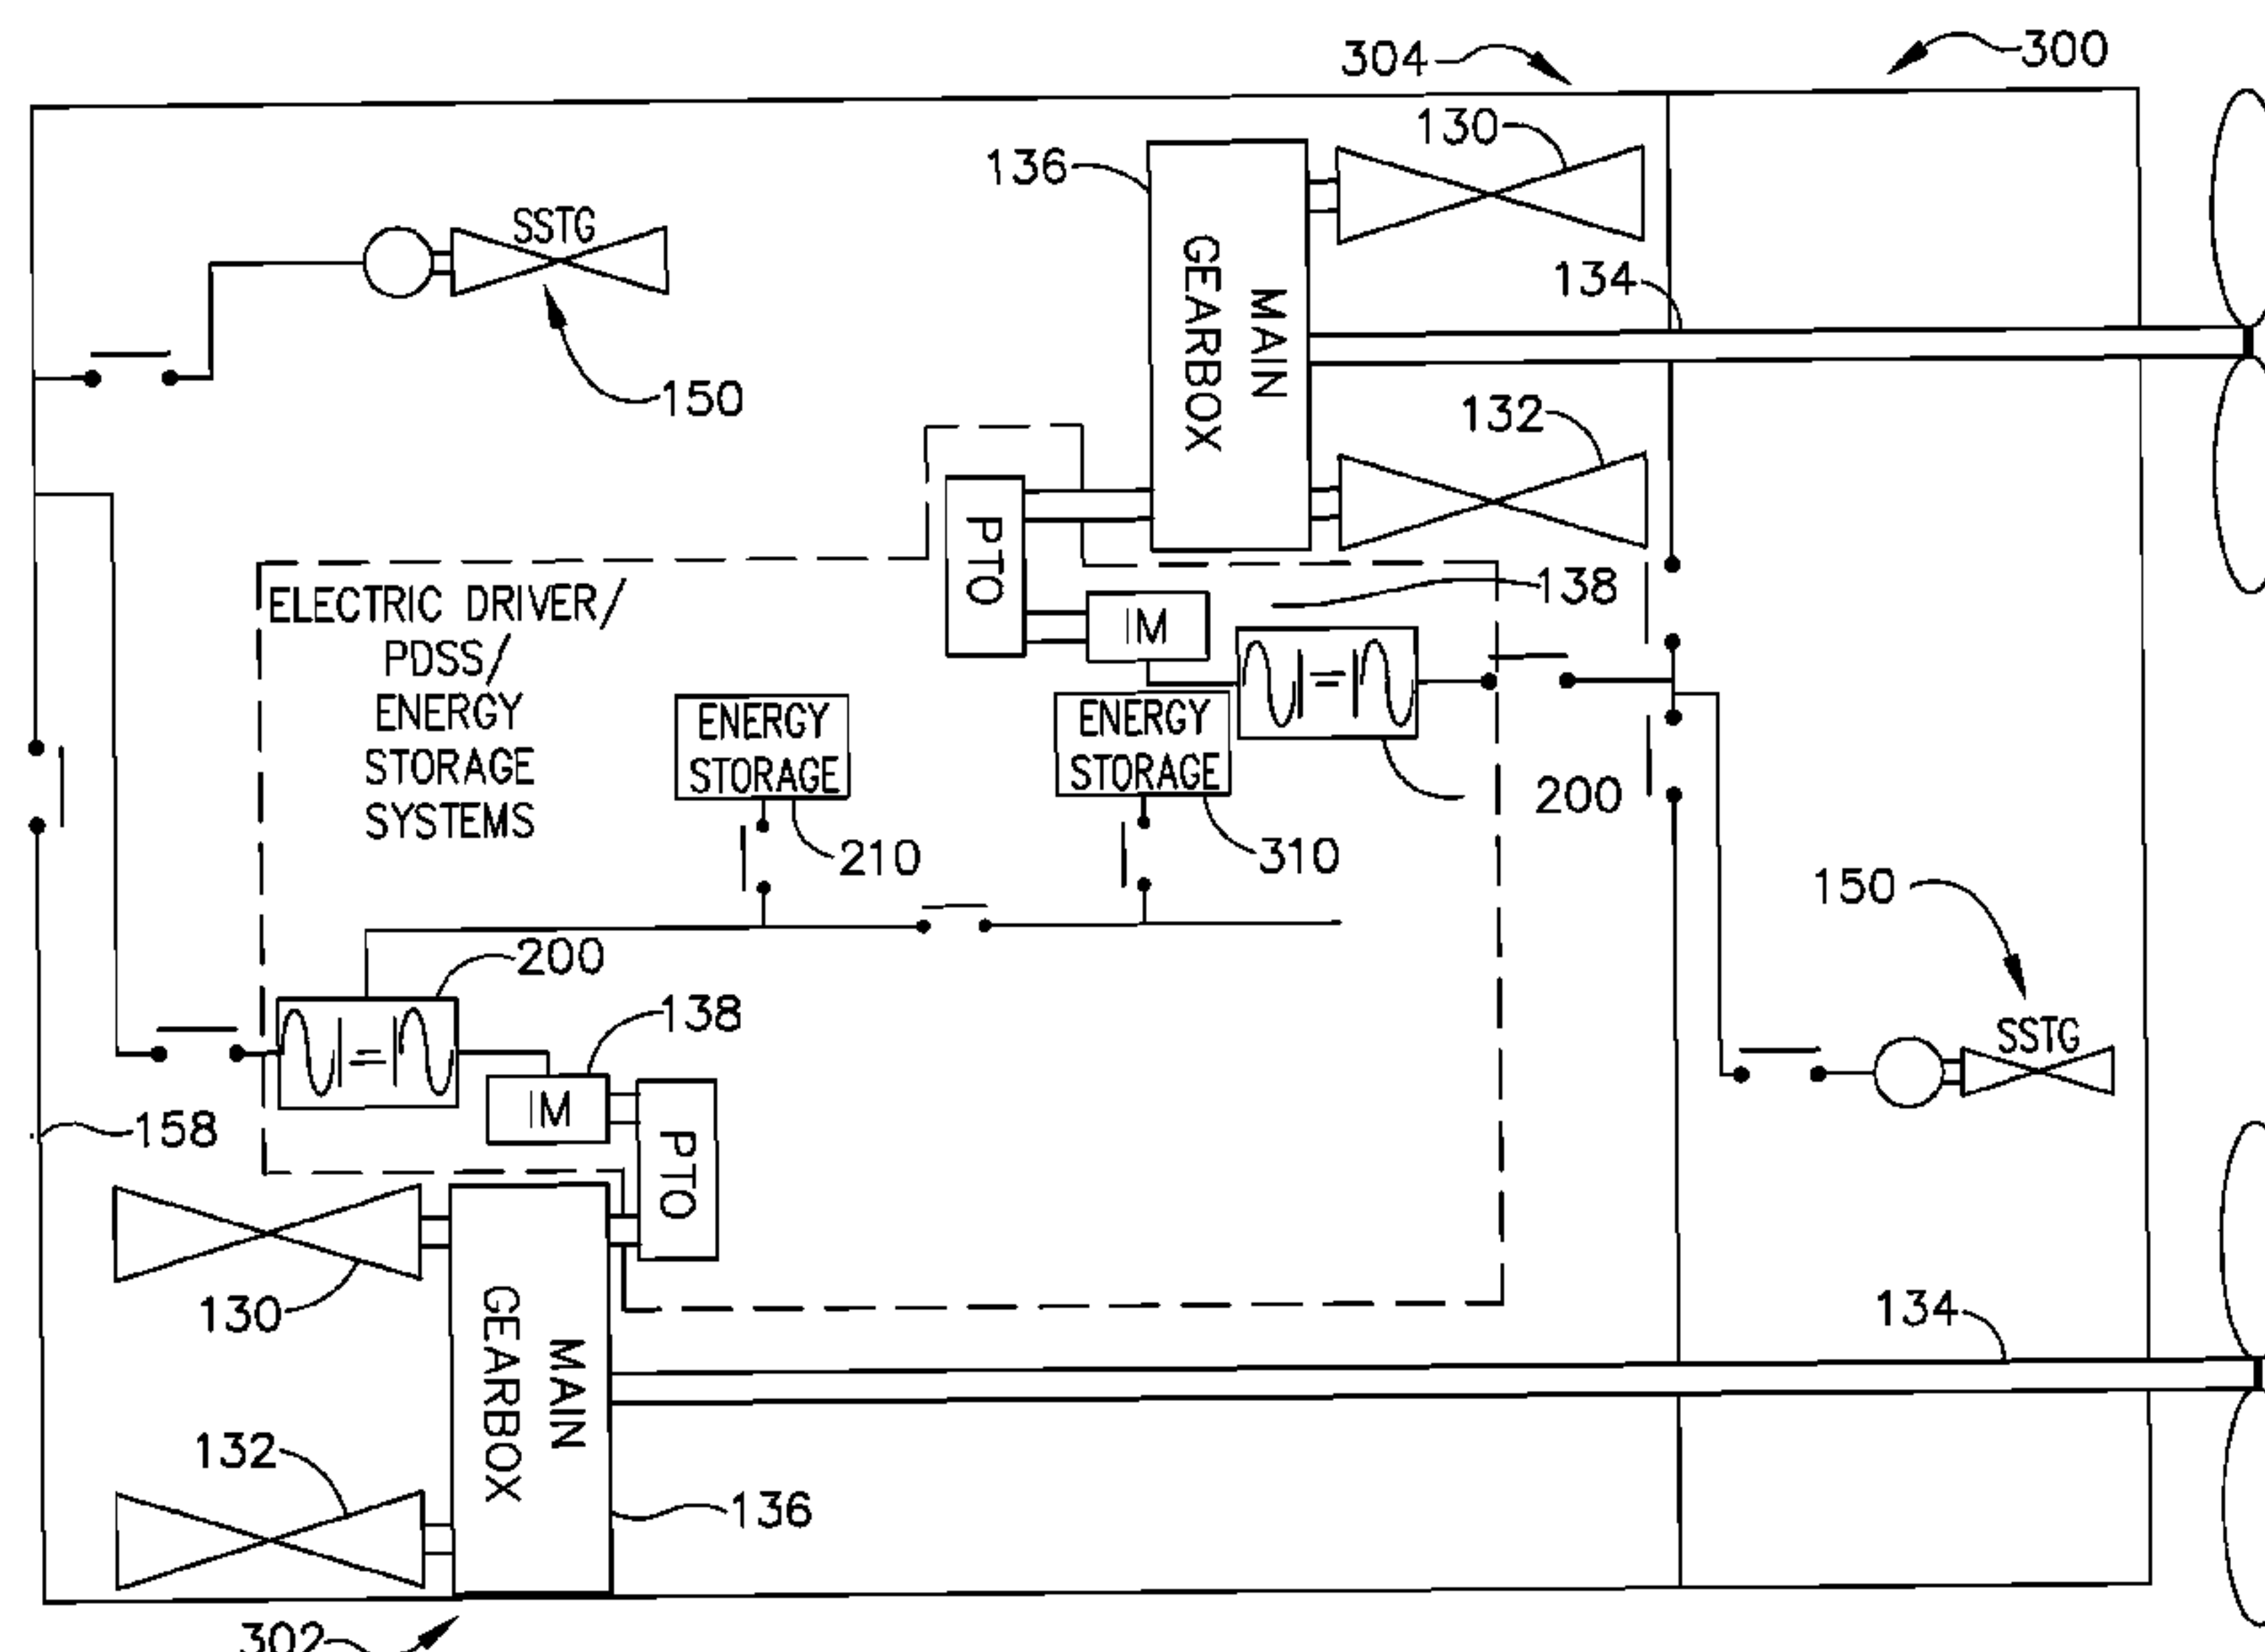 304
300
130
136
SSTG
MAIN
GEARBOX
134
150
132
PTO
138
ELECTRIC DRIVER/
PDSS/
ENERGY
STORAGE
SYSTEMS
IM
ENERGY
STORAGE
ENERGY
STORAGE
200
210
310
150
200
138
SSTG
IM
158
PTO
130
134
MAIN
GEARBOX
132
136
302